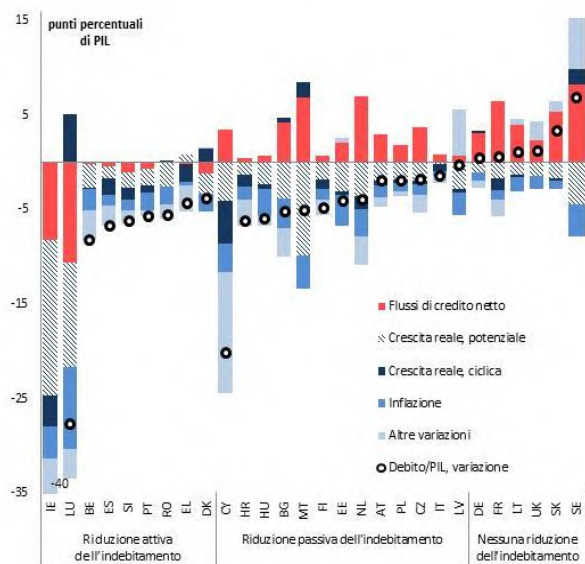 15
punti percentuali
di PIL
5
-5
-15
-25
-35
Flussi di credito netto
Crescita reale, potenziale
Crescita reale, ciclica
Inflazione
Altre variazioni
Debito/PIL, variazione
-40
IE LU BE ES SI PT RO EL DK CY HR HU BG MT FI EE NL AT PL CZ IT LV DE FR LT UK SK SE
Riduzione attiva
dell'indebitamento
Riduzione passiva dell'indebitamento
Nessuna riduzione
dell'indebitamento